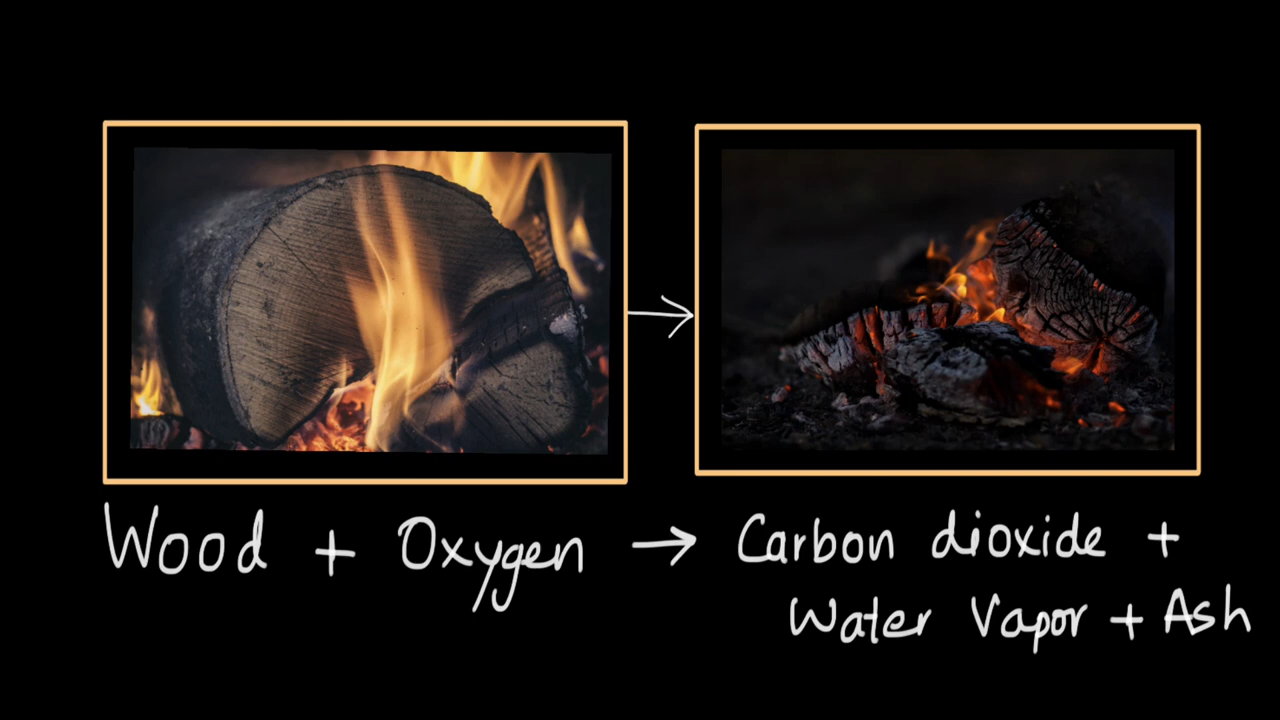 Wood + Oxygen → Carbon dioxide +
Water Vapor + Ash